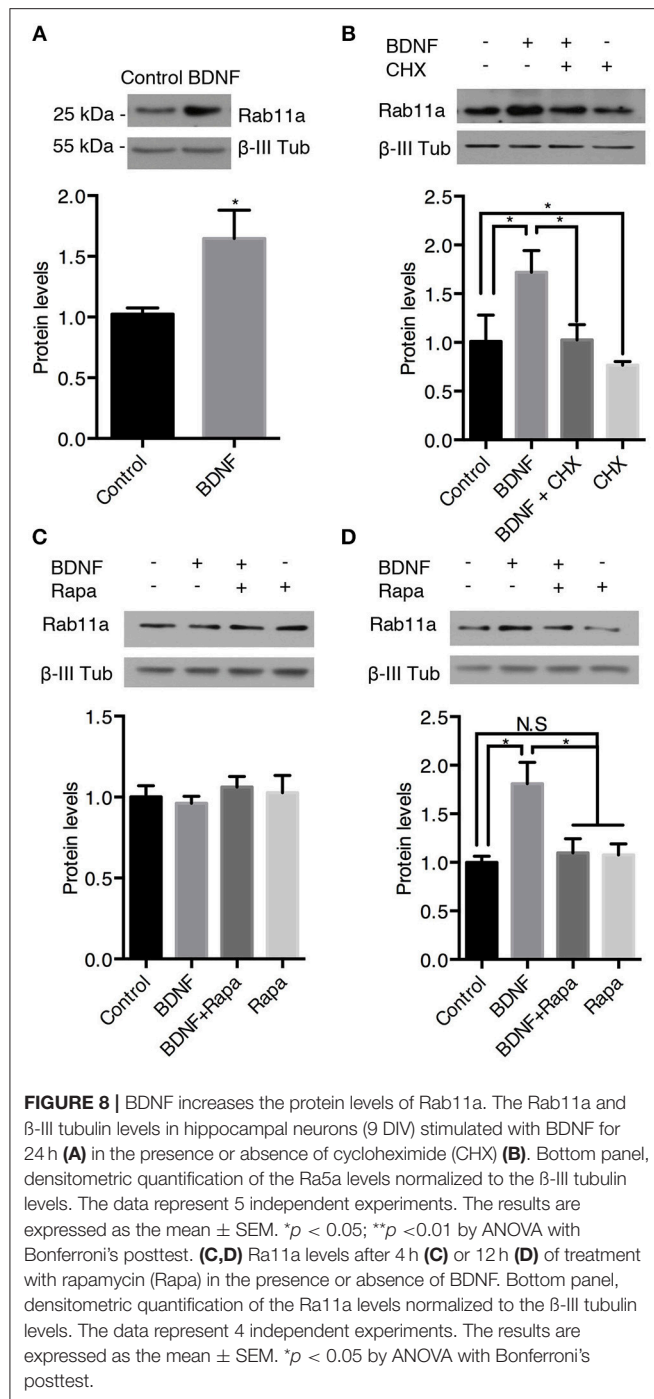 A
Control BDNF
25 kDa -
Rab11a
55 kDa -
β-III Tub
2.0
1.5
1.0
0.5
0.0
Protein levels
*
Control
BDNF
B
BDNF - + + -
CHX - - + +
Rab11a
β-III Tub
2.5
2.0
1.5
1.0
0.5
0.0
Protein levels
*
* *
Control
BDNF
BDNF + CHX
CHX
C
BDNF - + + -
Rapa - - + +
Rab11a
β-III Tub
1.5
1.0
0.5
0.0
Protein levels
Control
BDNF
BDNF+Rapa
Rapa
D
BDNF - + + -
Rapa - - + +
Rab11a
β-III Tub
2.5
2.0
1.5
1.0
0.5
0.0
Protein levels
N.S
* *
Control
BDNF
BDNF+Rapa
Rapa
FIGURE 8 | BDNF increases the protein levels of Rab11a. The Rab11a and
ß-III tubulin levels in hippocampal neurons (9 DIV) stimulated with BDNF for
24 h (A) in the presence or absence of cycloheximide (CHX) (B). Bottom panel,
densitometric quantification of the Ra5a levels normalized to the ß-III tubulin
levels. The data represent 5 independent experiments. The results are
expressed as the mean ± SEM. *p < 0.05; **p <0.01 by ANOVA with
Bonferroni's posttest. (C,D) Ra11a levels after 4 h (C) or 12 h (D) of treatment
with rapamycin (Rapa) in the presence or absence of BDNF. Bottom panel,
densitometric quantification of the Ra11a levels normalized to the ß-III tubulin
levels. The data represent 4 independent experiments. The results are
expressed as the mean ± SEM. *p < 0.05 by ANOVA with Bonferroni's
posttest.